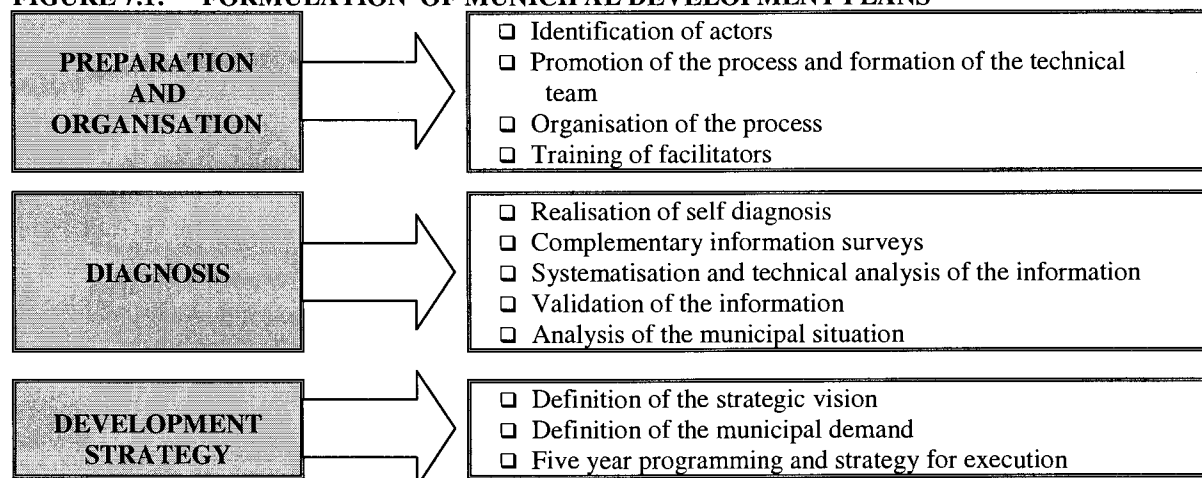 FIGURE 7.1. FORMULATION OF MUNICIPAL DEVELOPMENT PLANS
PREPARATION
AND
ORGANISATION
❑ Identification of actors
❑ Promotion of the process and formation of the technical
team
❑ Organisation of the process
❑ Training of facilitators
DIAGNOSIS
❑ Realisation of self diagnosis
❑ Complementary information surveys
❑ Systematisation and technical analysis of the information
❑ Validation of the information
❑ Analysis of the municipal situation
DEVELOPMENT
STRATEGY
❑ Definition of the strategic vision
❑ Definition of the municipal demand
❑ Five year programming and strategy for execution